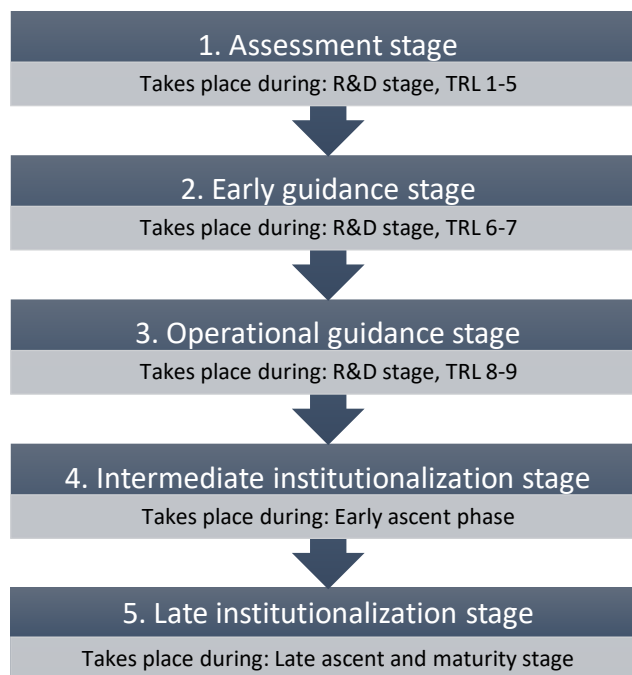 1. Assessment stage
Takes place during: R&D stage, TRL 1-5
2. Early guidance stage
Takes place during: R&D stage, TRL 6-7
3. Operational guidance stage
Takes place during: R&D stage, TRL 8-9
4. Intermediate institutionalization stage
Takes place during: Early ascent phase
5. Late institutionalization stage
Takes place during: Late ascent and maturity stage